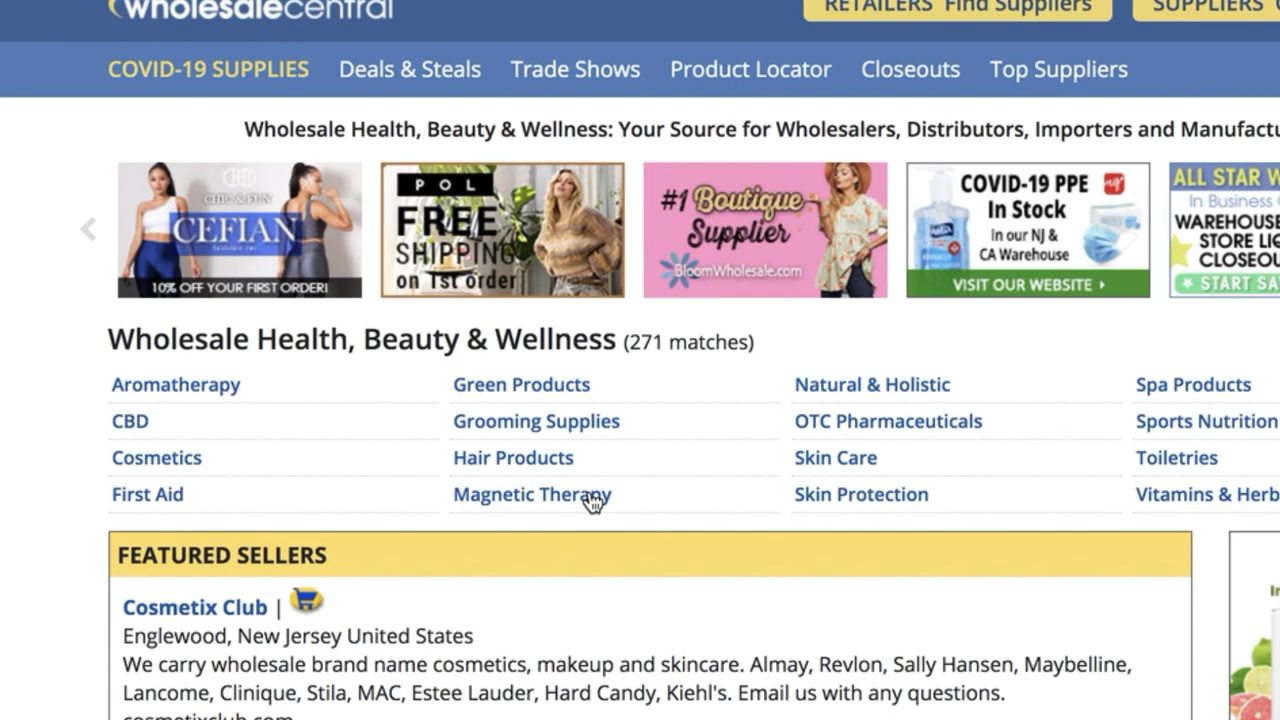 wholesalecentral
RETAILERS Find Suppliers
SUPPLIERS
COVID-19 SUPPLIES Deals & Steals Trade Shows Product Locator Closeouts Top Suppliers
Wholesale Health, Beauty & Wellness: Your Source for Wholesalers, Distributors, Importers and Manufactu
CHIC & FUN
CEFIAN
10% OFF YOUR FIRST ORDER!
POL
FREE
SHIPPING
on 1st order
#1 Boutique
Supplier
BloomWholesale.com
COVID-19 PPE
In Stock
In our NJ &
CA Warehouse
VISIT OUR WEBSITE
ALL STAR W
In Business
WAREHOUSE
STORE LI
CLOSEOU
START SA
Wholesale Health, Beauty & Wellness (271 matches)
Aromatherapy Green Products Natural & Holistic Spa Products
CBD Grooming Supplies OTC Pharmaceuticals Sports Nutrition
Cosmetics Hair Products Skin Care Toiletries
First Aid Magnetic Therapy Skin Protection Vitamins & Herb
FEATURED SELLERS
Cosmetix Club |
Englewood, New Jersey United States
We carry wholesale brand name cosmetics, makeup and skincare. Almay, Revlon, Sally Hansen, Maybelline,
Lancome, Clinique, Stila, MAC, Estee Lauder, Hard Candy, Kiehl's. Email us with any questions.
cosmetixclub.com